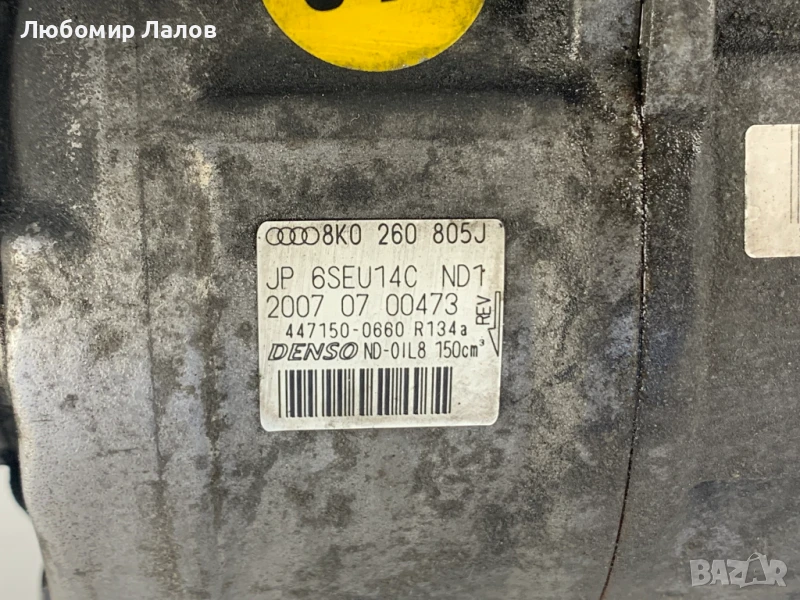 Любомир Лалов
8K0 260 805J
JP 6SEU14C ND1
2007 07 00473
REV
447150-0660 R134a
DENSO ND-OIL8 150cm³
BAZAR